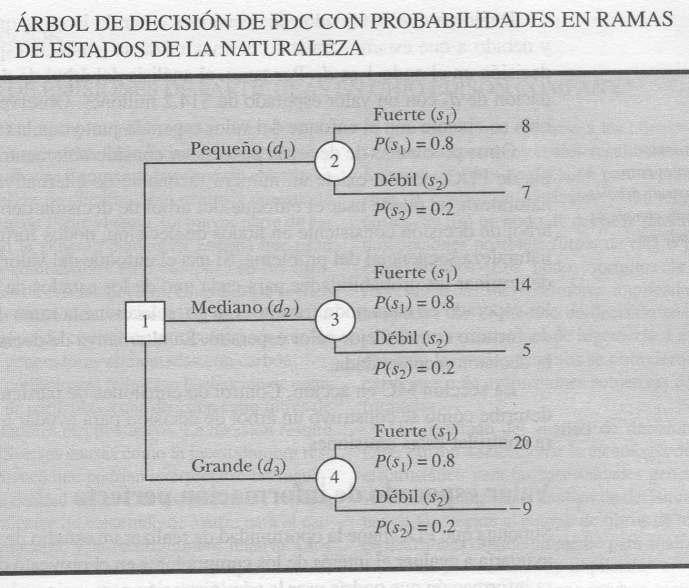 ÁRBOL DE DECISIÓN DE PDC CON PROBABILIDADES EN RAMAS
DE ESTADOS DE LA NATURALEZA
Fuerte (s1) 8
P(s1) = 0.8
Pequeño (d1)
2
Débil (s2) 7
P(s2) = 0.2
Fuerte (s1) 14
P(s1) = 0.8
1
Mediano (d2)
3
Débil (s2) 5
P(s2) = 0.2
Fuerte (s1) 20
P(s1) = 0.8
Grande (d3)
4
Débil (s2) −9
P(s2) = 0.2